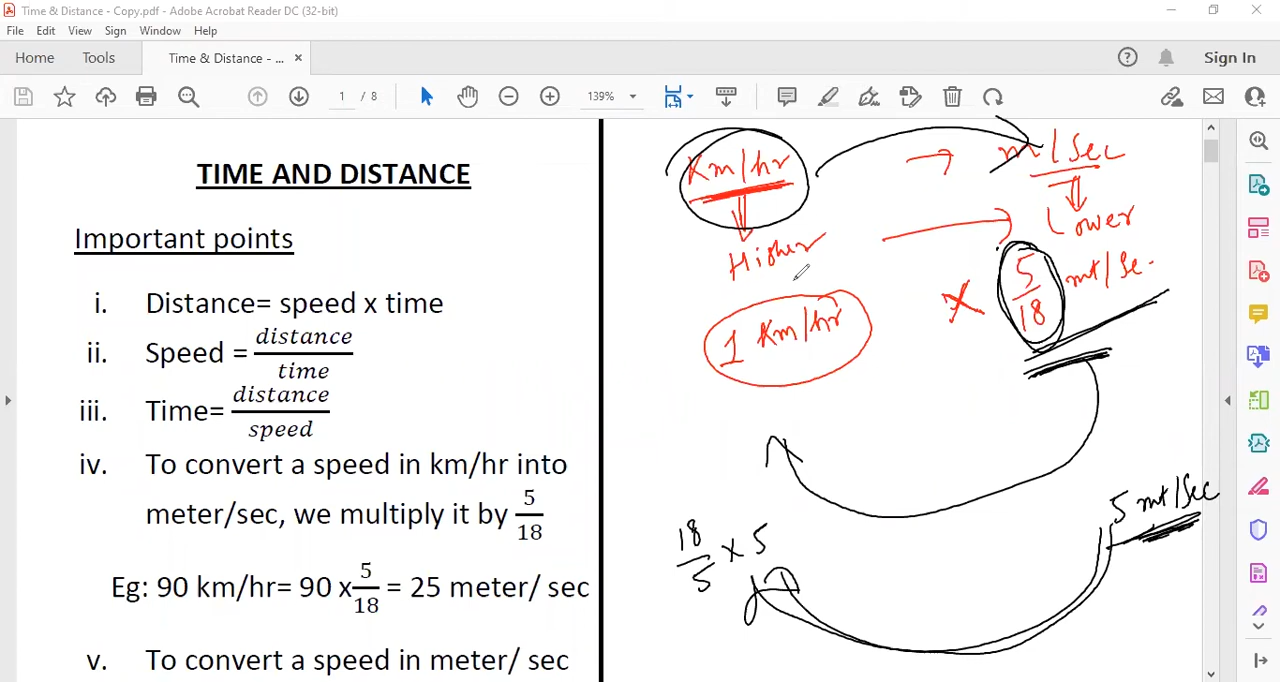 Time & Distance - Copy.pdf - Adobe Acrobat Reader DC (32-bit)
File Edit View Sign Window Help
Home Tools Time & Distance - ... × Sign In
1 / 8 139%
TIME AND DISTANCE
Important points
i. Distance= speed x time
ii. Speed = distance/time
iii. Time= distance/speed
iv. To convert a speed in km/hr into
meter/sec, we multiply it by 5/18
Eg: 90 km/hr= 90 x 5/18 = 25 meter/ sec
v. To convert a speed in meter/ sec
Km/hr → m/Sec
Higher → Lower
1 Km/hr × 5/18 mt/Se.
5 mt/Sec
18/5 × 5